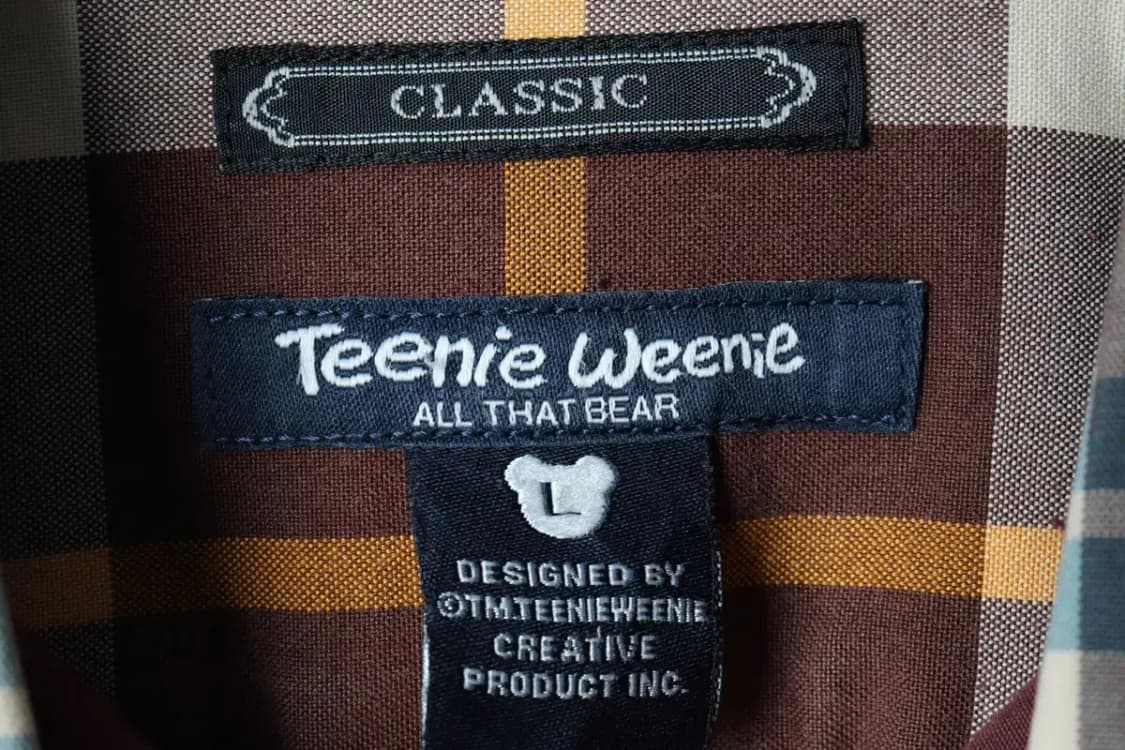 CLASSIC
Teenie Weenie
ALL THAT BEAR
L
DESIGNED BY
©TM.TEENIEWEENIE
CREATIVE
PRODUCT INC.